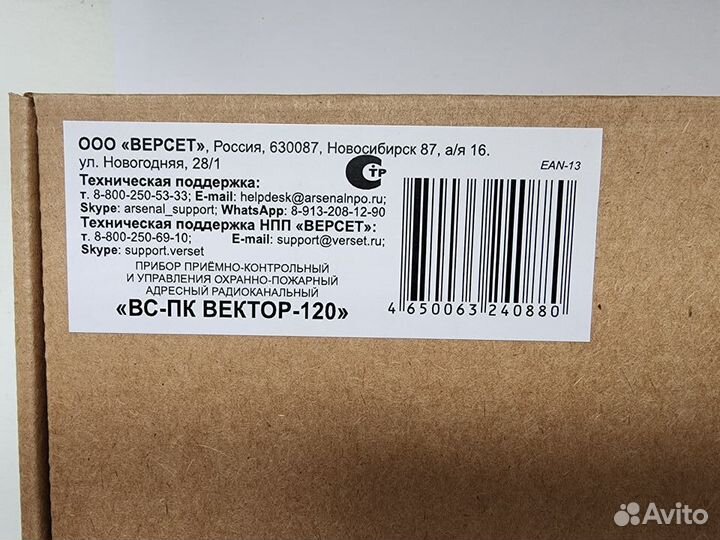 ООО «ВЕРСЕТ», Россия, 630087, Новосибирск 87, а/я 16.
ул. Новогодняя, 28/1
Техническая поддержка:
т. 8-800-250-53-33; E-mail: helpdesk@arsenalnpo.ru;
Skype: arsenal_support; WhatsApp: 8-913-208-12-90
Техническая поддержка НПП «ВЕРСЕТ»:
т. 8-800-250-69-10; E-mail: support@verset.ru;
Skype: support.verset
ПРИБОР ПРИЁМНО-КОНТРОЛЬНЫЙ
И УПРАВЛЕНИЯ ОХРАННО-ПОЖАРНЫЙ
АДРЕСНЫЙ РАДИОКАНАЛЬНЫЙ
«ВС-ПК ВЕКТОР-120»
СТР
EAN-13
4 650063 240880
Avito